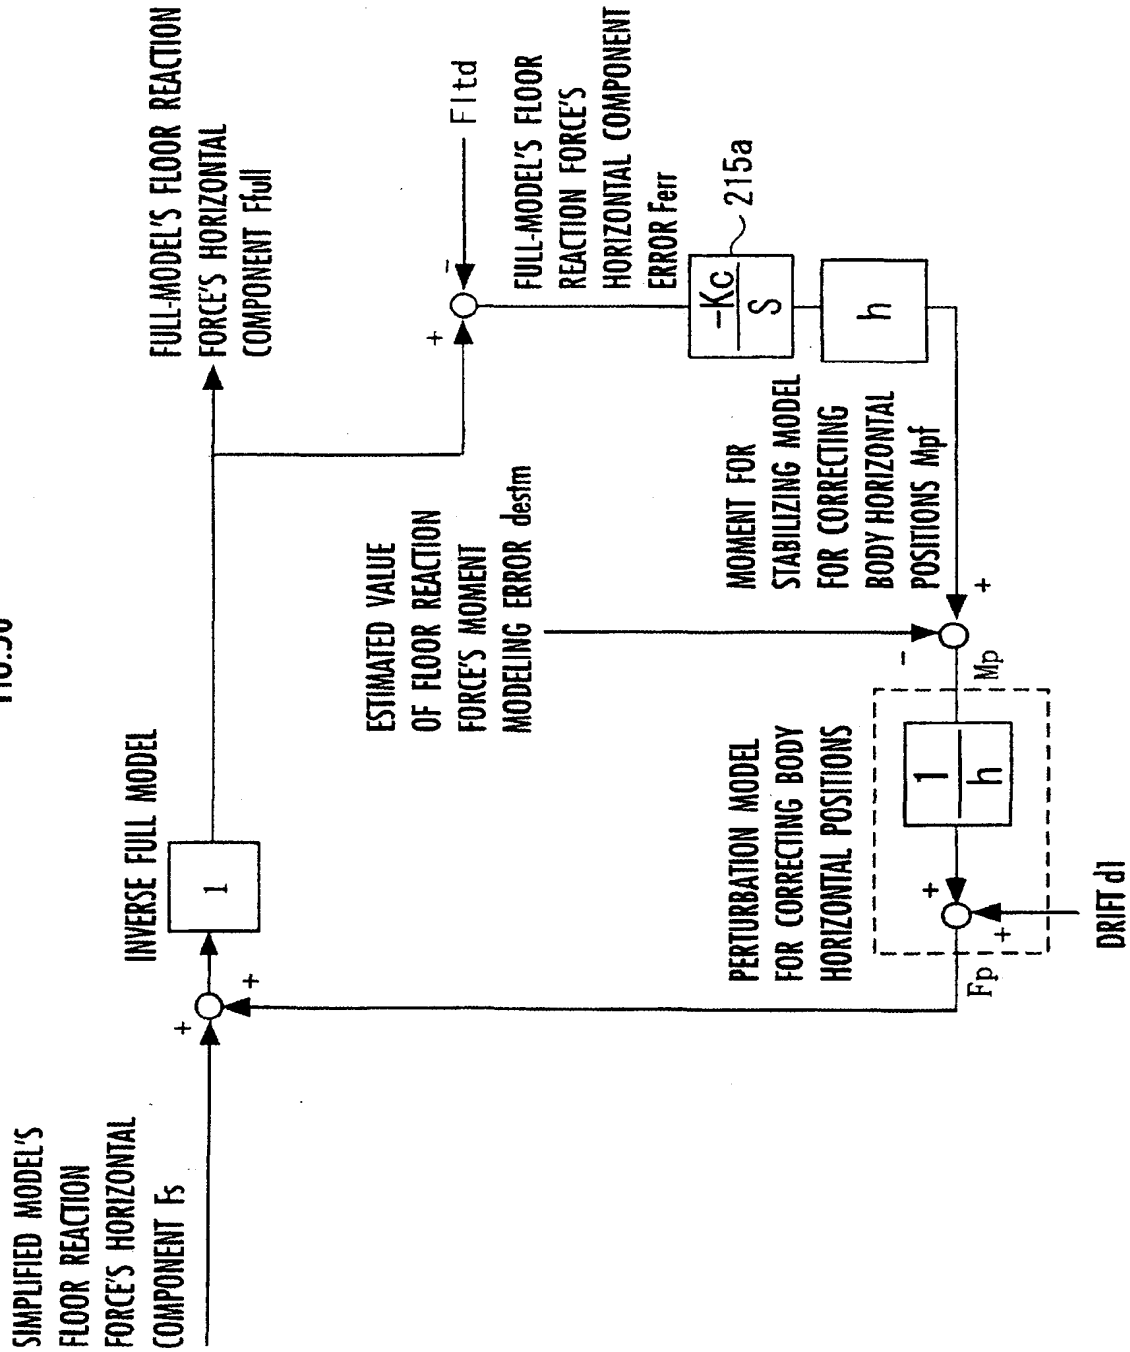 SIMPLIFIED MODEL'S
FLOOR REACTION
FORCE'S HORIZONTAL
COMPONENT Fs
+
+
INVERSE FULL MODEL
1
FULL-MODEL'S FLOOR REACTION
FORCE'S HORIZONTAL
COMPONENT Ffull
+
-
Fltd
FULL-MODEL'S FLOOR
REACTION FORCE'S
HORIZONTAL COMPONENT
ERROR Ferr
-Kc
S
215a
h
ESTIMATED VALUE
OF FLOOR REACTION
FORCE'S MOMENT
MODELING ERROR destm
MOMENT FOR
STABILIZING MODEL
FOR CORRECTING
BODY HORIZONTAL
POSITIONS Mpf
+
-
Mp
PERTURBATION MODEL
FOR CORRECTING BODY
HORIZONTAL POSITIONS
1
h
+
+
Fp
DRIFT d1